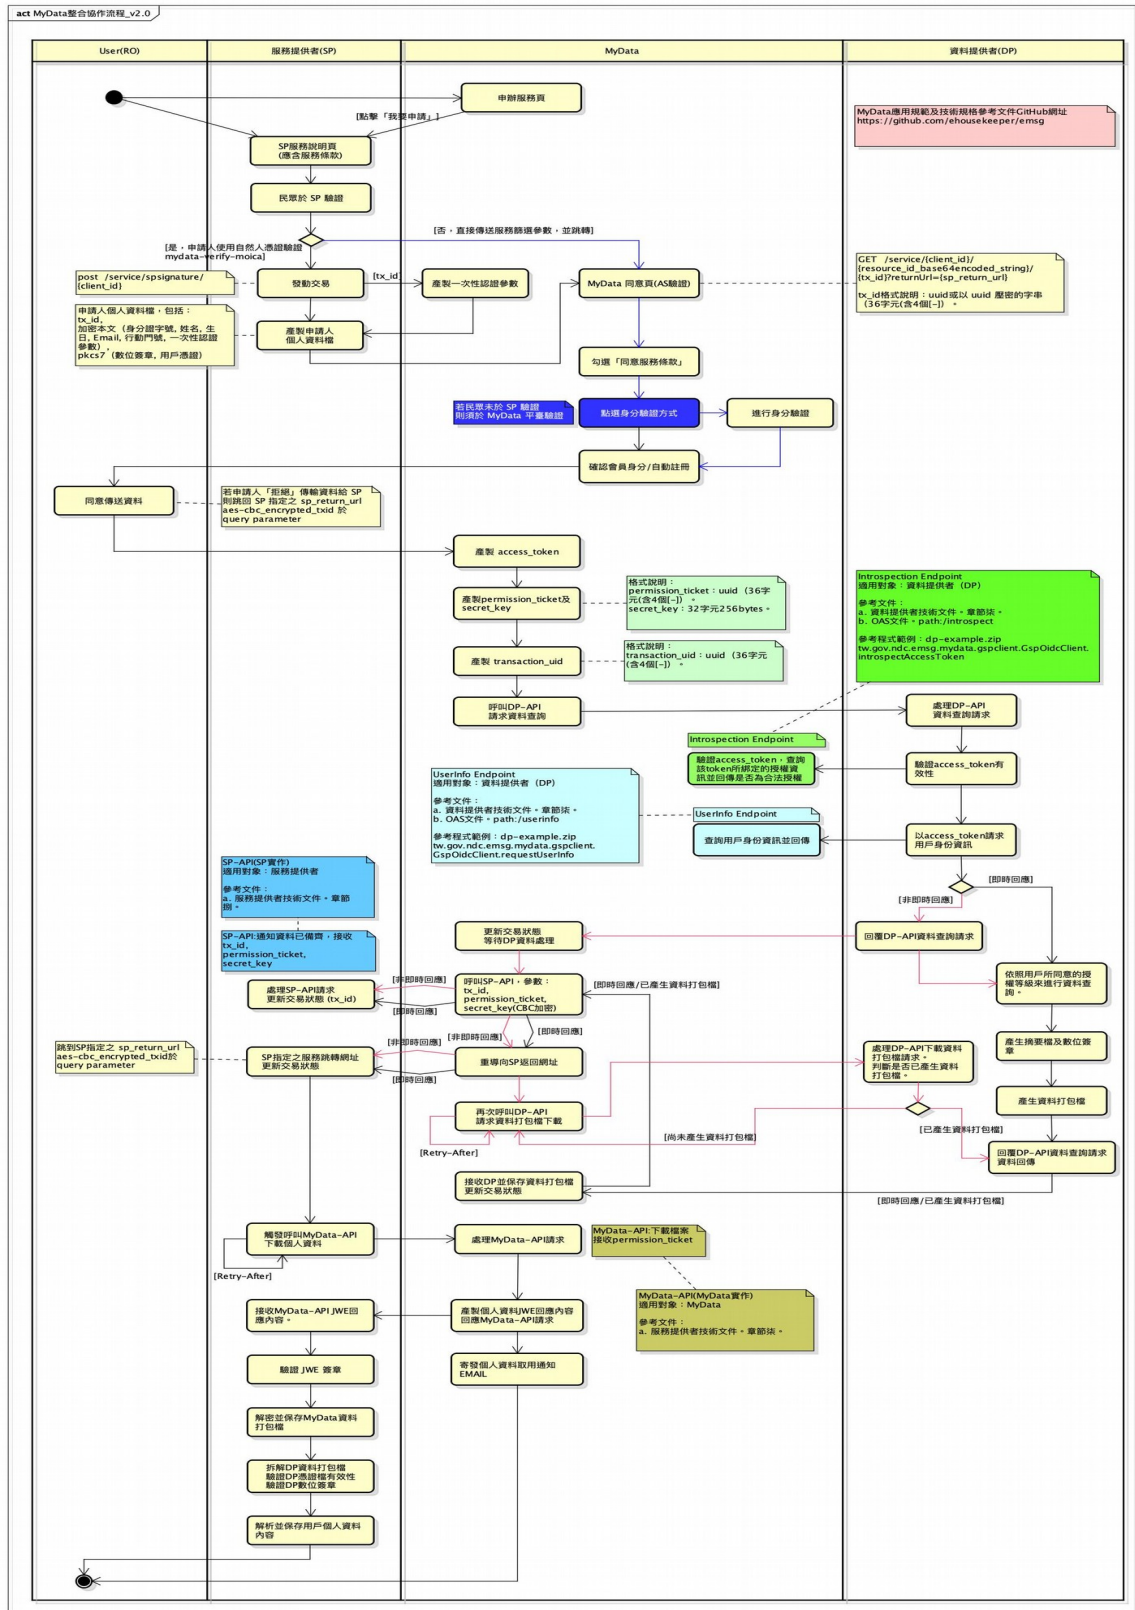 act MyData整合協作流程_v2.0
User(RO)
服務提供者(SP)
MyData
資料提供者(DP)
申辦服務頁
[點擊「我要申請」]
MyData應用規範及技術規格參考文件GitHub網址
https://github.com/ehousekeeper/emsg
SP服務說明頁
(應含服務條款)
民眾於 SP 驗證
[否，直接傳送服務篩選參數，並跳轉]
[是，申請人使用自然人憑證驗證
mydata-verify-moica]
post /service/spsignature/
{client_id}
發動交易
[tx_id]
產製一次性認證參數
MyData 同意頁(AS驗證)
GET /service/{client_id}/
{resource_id_base64encoded_string}/
{tx_id}?returnUrl={sp_return_url}
tx_id格式說明：uuid或以 uuid 壓密的字串
（36字元(含4個[-]）。
申請人個人資料檔，包括：
tx_id,
加密本文（身分證字號, 姓名, 生
日, Email, 行動門號, 一次性認證
參數），
pkcs7（數位簽章, 用戶憑證）
產製申請人
個人資料檔
勾選「同意服務條款」
若民眾未於 SP 驗證
則須於 MyData 平臺驗證
點選身分驗證方式
進行身分驗證
確認會員身分/自動註冊
同意傳送資料
若申請人「拒絕」傳輸資料給 SP
則跳回 SP 指定之 sp_return_url
aes-cbc_encrypted_txid 於
query parameter
產製 access_token
產製permission_ticket及
secret_key
格式說明：
permission_ticket：uuid（36字
元(含4個[-]）。
secret_key：32字元256bytes。
Introspection Endpoint
適用對象：資料提供者（DP）
參考文件：
a. 資料提供者技術文件。章節柒。
b. OAS文件。path:/introspect
參考程式範例：dp-example.zip
tw.gov.ndc.emsg.mydata.gspclient.GspOidcClient.
introspectAccessToken
產製 transaction_uid
格式說明：
transaction_uid：uuid（36字元
(含4個[-]）。
呼叫DP-API
請求資料查詢
處理DP-API
資料查詢請求
Introspection Endpoint
驗證access_token，查詢
該token所綁定的授權資
訊並回傳是否為合法授權
驗證access_token有
效性
UserInfo Endpoint
適用對象：資料提供者（DP）
參考文件：
a. 資料提供者技術文件。章節柒。
b. OAS文件。path:/userinfo
參考程式範例：dp-example.zip
tw.gov.ndc.emsg.mydata.gspclient.
GspOidcClient.requestUserInfo
UserInfo Endpoint
查詢用戶身份資訊並回傳
以access_token請求
用戶身份資訊
SP-API(SP實作)
適用對象：服務提供者
參考文件：
a. 服務提供者技術文件。章節
捌。
[即時回應]
[非即時回應]
SP-API:通知資料已備齊，接收
tx_id,
permission_ticket,
secret_key
更新交易狀態
等待DP資料處理
回覆DP-API資料查詢請求
處理SP-API請求
更新交易狀態 (tx_id)
[非即時回應]
[即時回應]
呼叫SP-API，參數：
tx_id,
permission_ticket,
secret_key(CBC加密)
[即時回應/已產生資料打包檔]
依照用戶所同意的授
權等級來進行資料查
詢。
[非即時回應]
[即時回應]
跳到SP指定之 sp_return_url
aes-cbc_encrypted_txid於
query parameter
SP指定之服務跳轉網址
更新交易狀態
[非即時回應]
[即時回應]
重導向SP返回網址
處理DP-API下載資料
打包檔請求。
判斷是否已產生資料
打包檔。
產生摘要檔及數位簽
章
再次呼叫DP-API
請求資料打包檔下載
產生資料打包檔
[Retry-After]
[尚未產生資料打包檔]
[已產生資料打包檔]
回覆DP-API資料查詢請求
資料回傳
接收DP並保存資料打包檔
更新交易狀態
[即時回應/已產生資料打包檔]
觸發呼叫MyData-API
下載個人資料
[Retry-After]
處理MyData-API請求
MyData-API:下載檔案
接收permission_ticket
MyData-API(MyData實作)
適用對象：MyData
參考文件：
a. 服務提供者技術文件。章節柒。
接收MyData-API JWE回
應內容。
產製個人資料JWE回應內容
回應MyData-API請求
驗證 JWE 簽章
寄發個人資料取用通知
EMAIL
解密並保存MyData資料
打包檔
拆解DP資料打包檔
驗證DP憑證檔有效性
驗證DP數位簽章
解析並保存用戶個人資料
內容